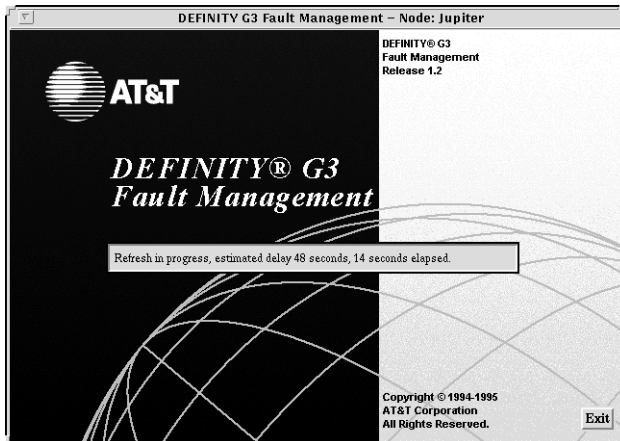 DEFINITY G3 Fault Management – Node: Jupiter
DEFINITY® G3
Fault Management
Release 1.2
AT&T
DEFINITY® G3
Fault Management
Refresh in progress, estimated delay 48 seconds, 14 seconds elapsed.
Copyright © 1994-1995
AT&T Corporation
All Rights Reserved.
Exit